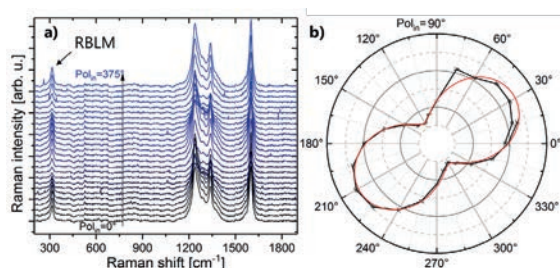 a)
RBLM
Pol_in=375°
Pol_in=0°
Raman intensity [arb. u.]
300 600 900 1200 1500 1800
Raman shift [cm⁻¹]
b)
Pol_in=90°
120°
60°
150°
180°
0°
210°
330°
240°
300°
270°